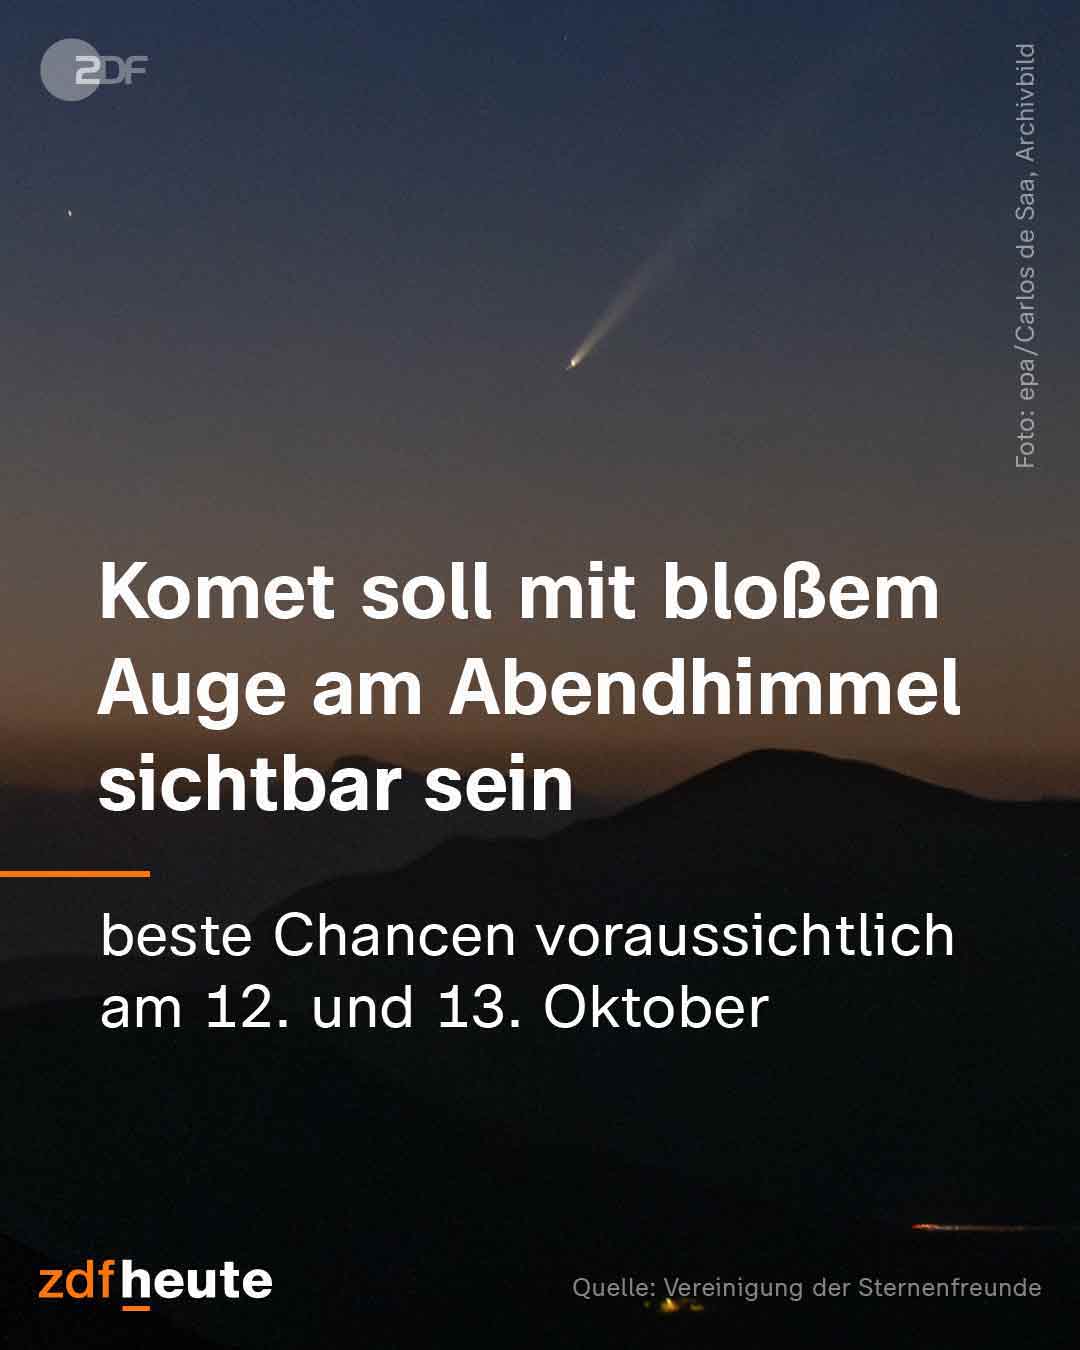 ZDF
Foto: epa/Carlos de Saa, Archivbild
Komet soll mit bloßem
Auge am Abendhimmel
sichtbar sein
beste Chancen voraussichtlich
am 12. und 13. Oktober
zdfheute
Quelle: Vereinigung der Sternenfreunde